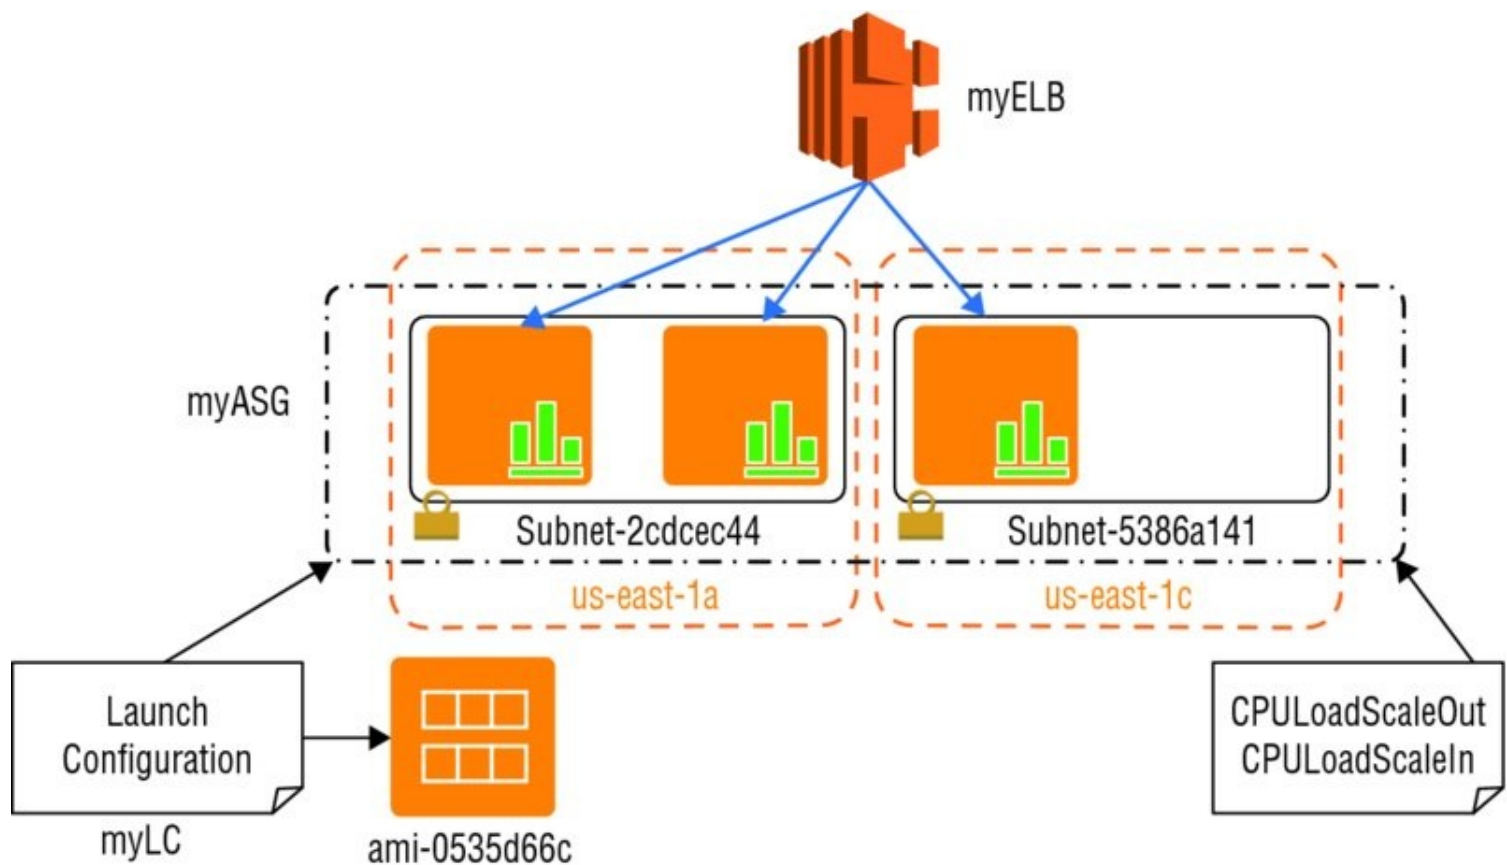 myELB
myASG
Subnet-2cdcec44
Subnet-5386a141
us-east-1a
us-east-1c
Launch
Configuration
myLC
ami-0535d66c
CPULoadScaleOut
CPULoadScaleIn